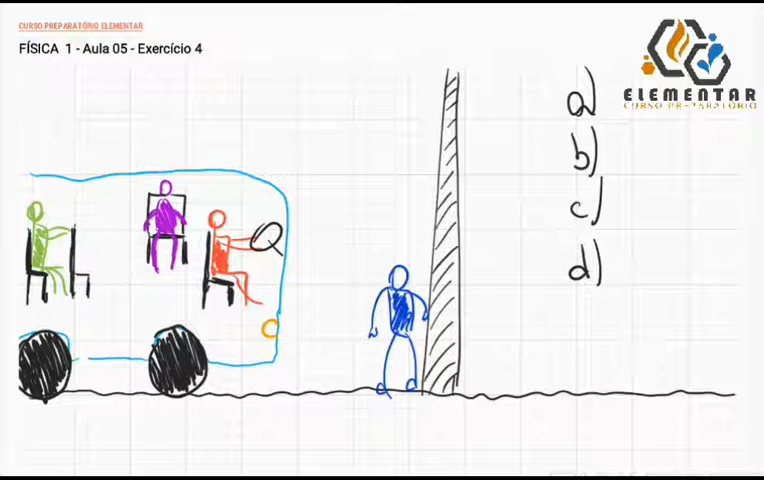 CURSO PREPARATÓRIO ELEMENTAR
FÍSICA 1 - Aula 05 - Exercício 4
ELEMENTAR
CURSO PREPARATÓRIO
a)
b)
c)
d)